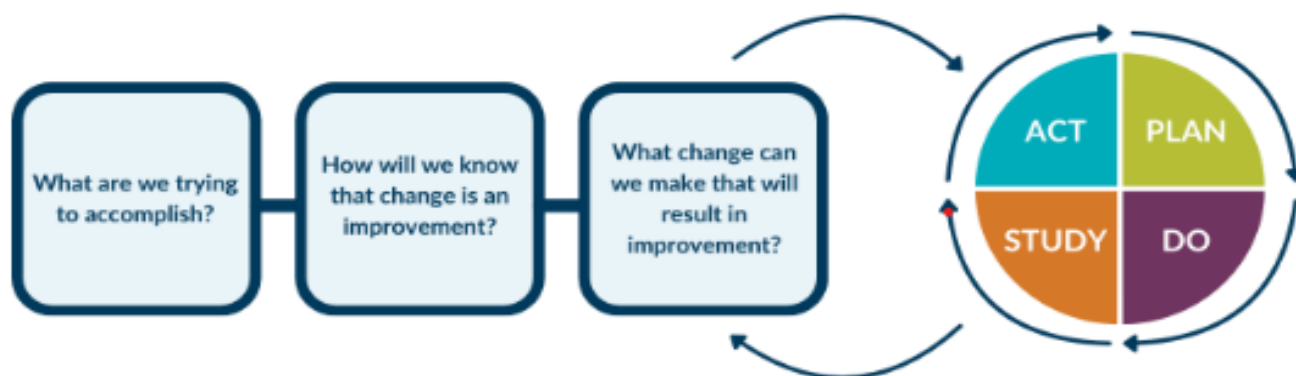 What are we trying
to accomplish?
How will we know
that change is an
improvement?
What change can
we make that will
result in
improvement?
ACT
PLAN
STUDY
DO